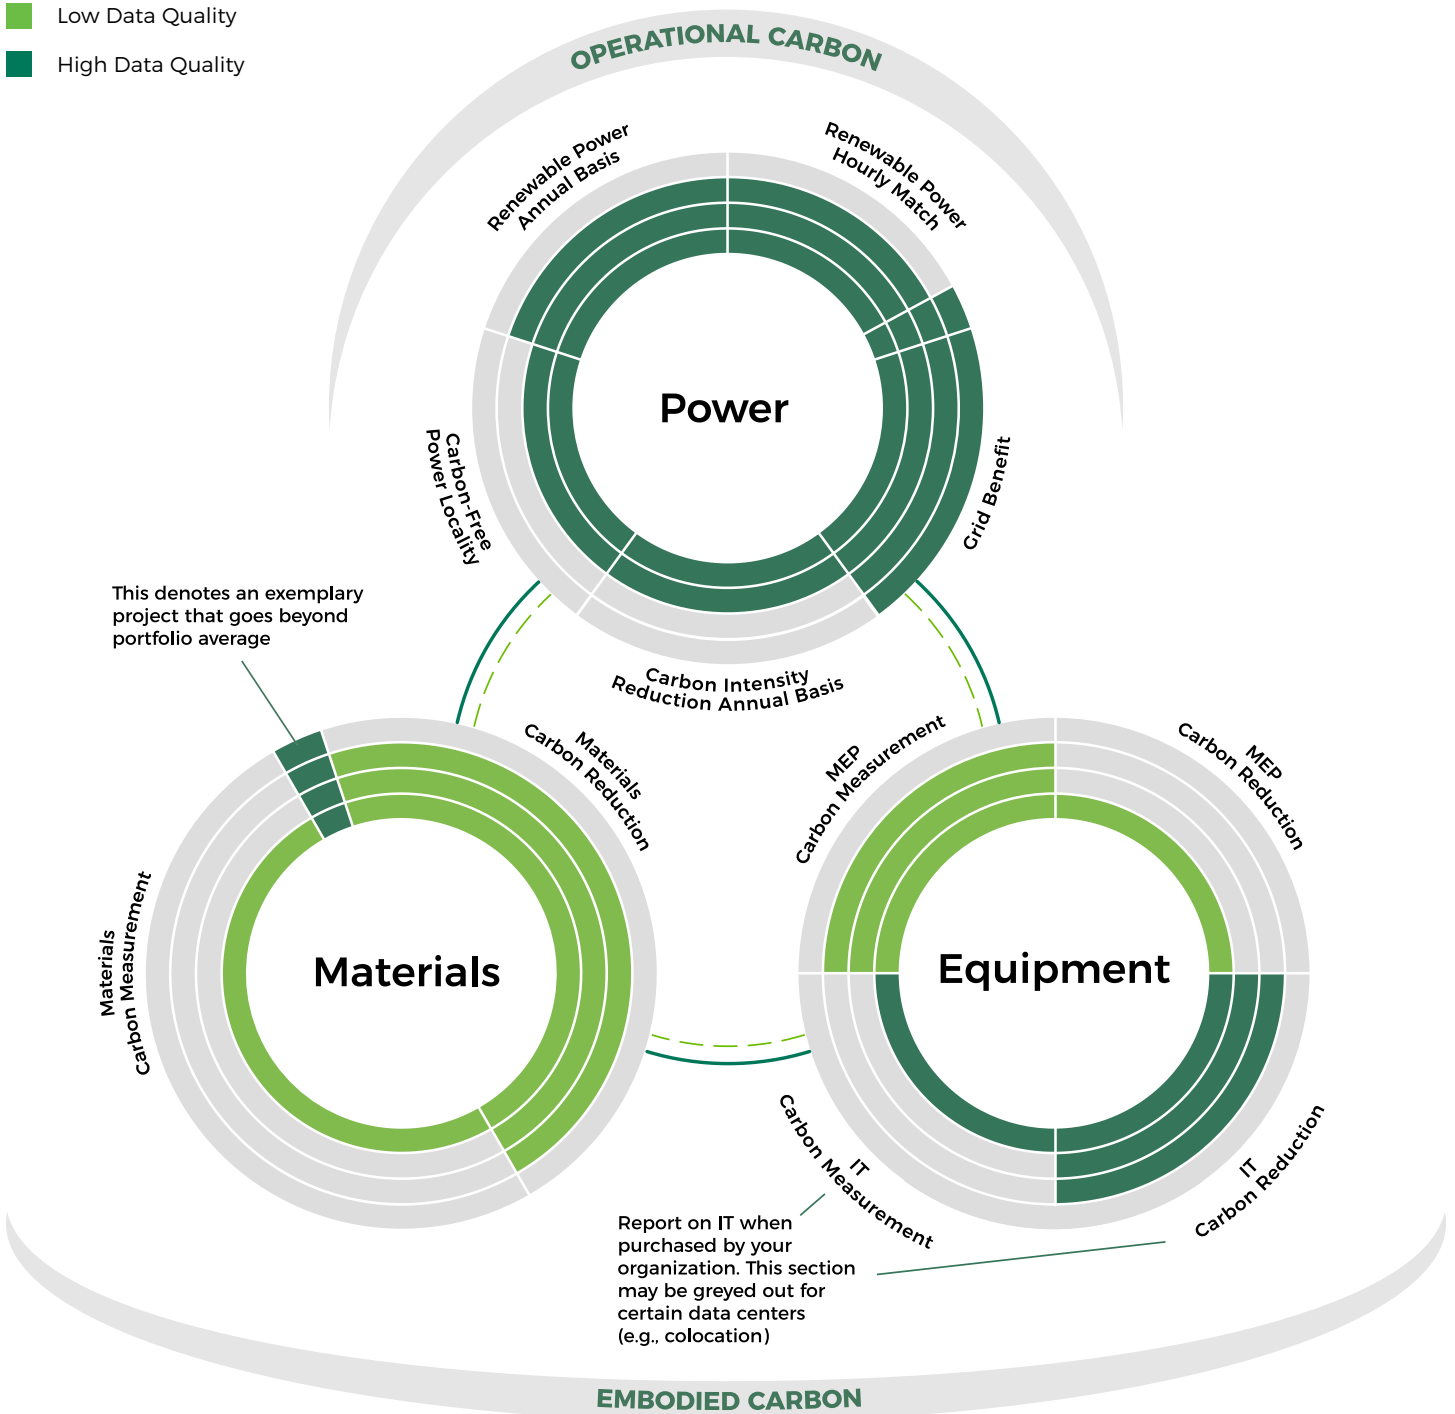 Low Data Quality
High Data Quality
OPERATIONAL CARBON
Renewable Power
Annual Basis
Renewable Power
Hourly Match
Power
Carbon-Free
Power Locality
Grid Benefit
Carbon Intensity
Reduction Annual Basis
This denotes an exemplary
project that goes beyond
portfolio average
Materials
Carbon Reduction
MEP
Carbon Measurement
MEP
Carbon Reduction
Materials
Carbon Measurement
Materials
Equipment
IT
Carbon Measurement
IT
Carbon Reduction
Report on IT when
purchased by your
organization. This section
may be greyed out for
certain data centers
(e.g., colocation)
EMBODIED CARBON